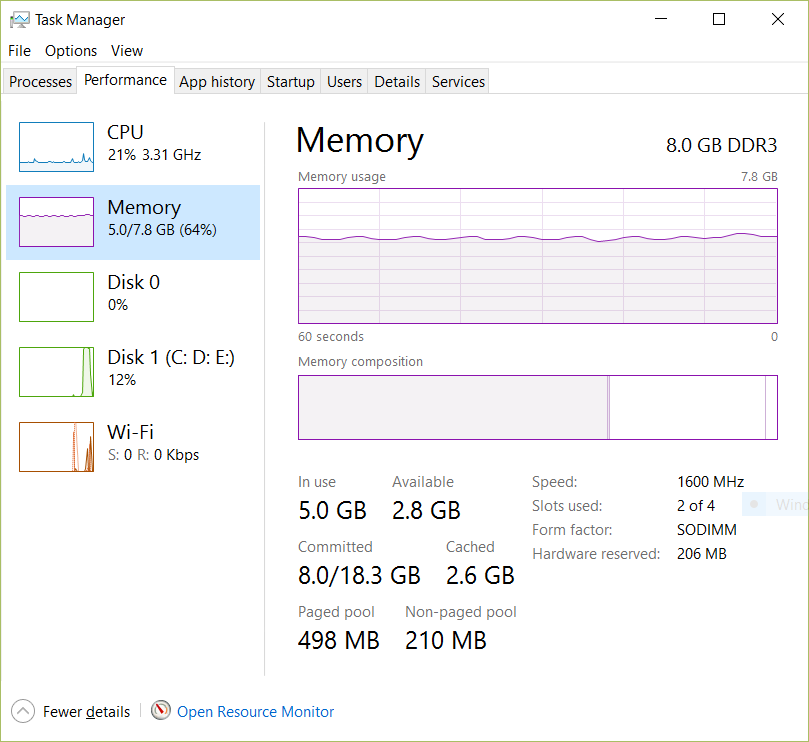 Task Manager
File Options View
Processes Performance App history Startup Users Details Services
CPU
21% 3.31 GHz
Memory
5.0/7.8 GB (64%)
Disk 0
0%
Disk 1 (C: D: E:)
12%
Wi-Fi
S: 0 R: 0 Kbps
Memory 8.0 GB DDR3
Memory usage 7.8 GB
60 seconds 0
Memory composition
In use Available
5.0 GB 2.8 GB
Committed Cached
8.0/18.3 GB 2.6 GB
Paged pool Non-paged pool
498 MB 210 MB
Speed: 1600 MHz
Slots used: 2 of 4
Form factor: SODIMM
Hardware reserved: 206 MB
Wind
Fewer details Open Resource Monitor